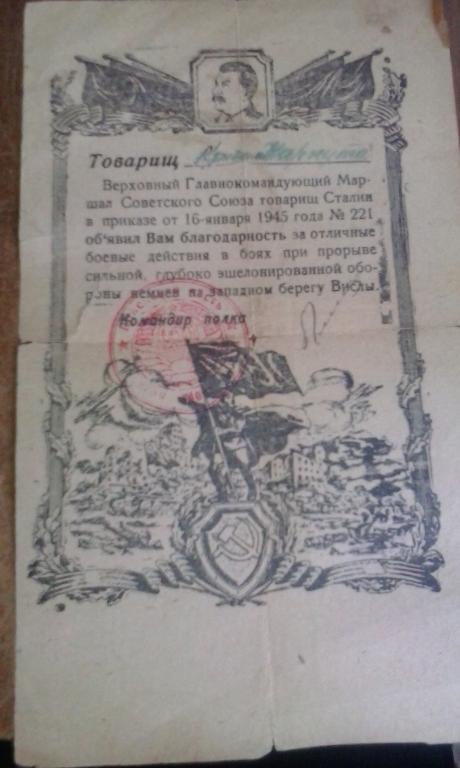 Товарищ
Верховный Главнокомандующий Мар-
шал Советского Союза товарищ Сталин
в приказе от 16-января 1945 года № 221
об'явил Вам благодарность за отличные
боевые действия в боях при прорыве
сильной, глубоко эшелонированной обо-
роны немцев на западном берегу Вислы.
Командир полка